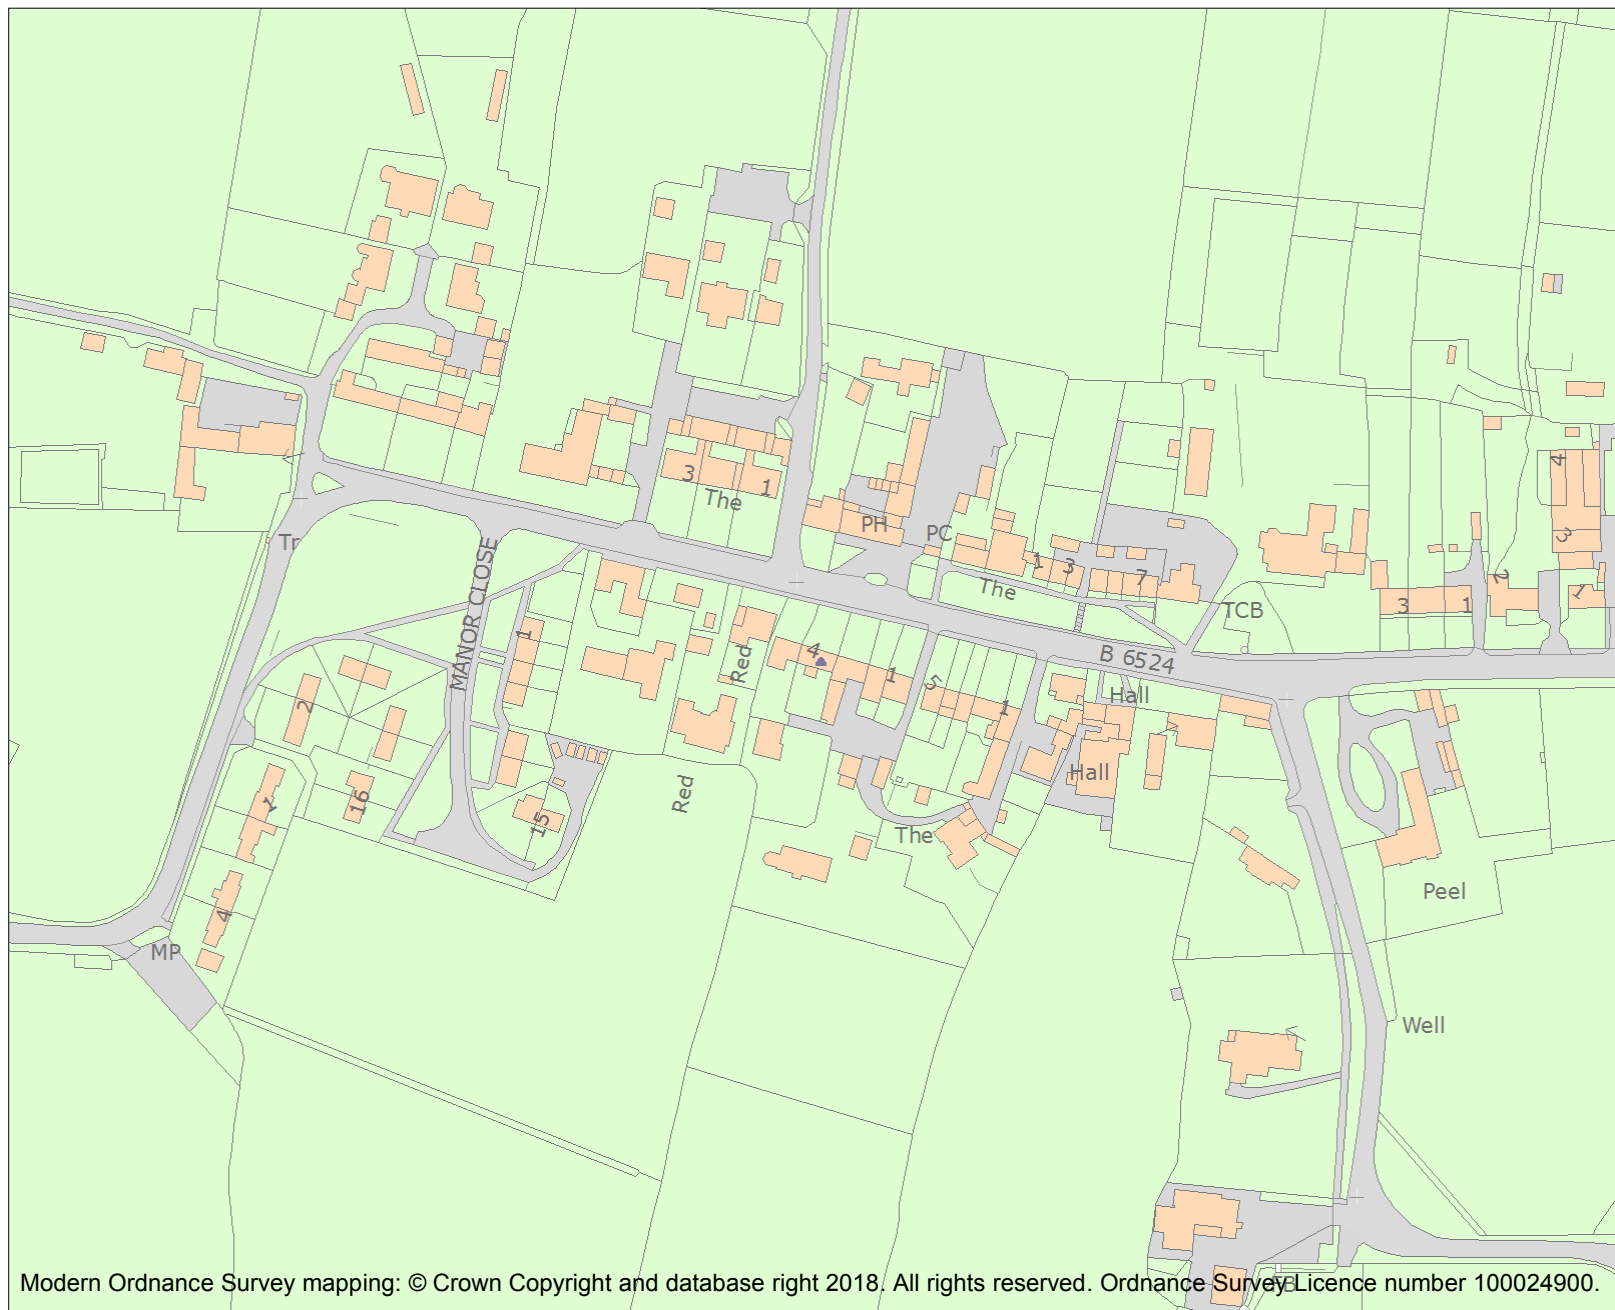 4
3
The
1
PH
PC
Tr
MANOR CLOSE
1
3
7
The
3
2
3
1
1
TCB
B 6524
Hall
1
Red
4
1
5
1
2
Hall
Red
1
16
15
The
Peel
4
MP
Well
FB
Modern Ordnance Survey mapping: © Crown Copyright and database right 2018. All rights reserved. Ordnance Survey Licence number 100024900.